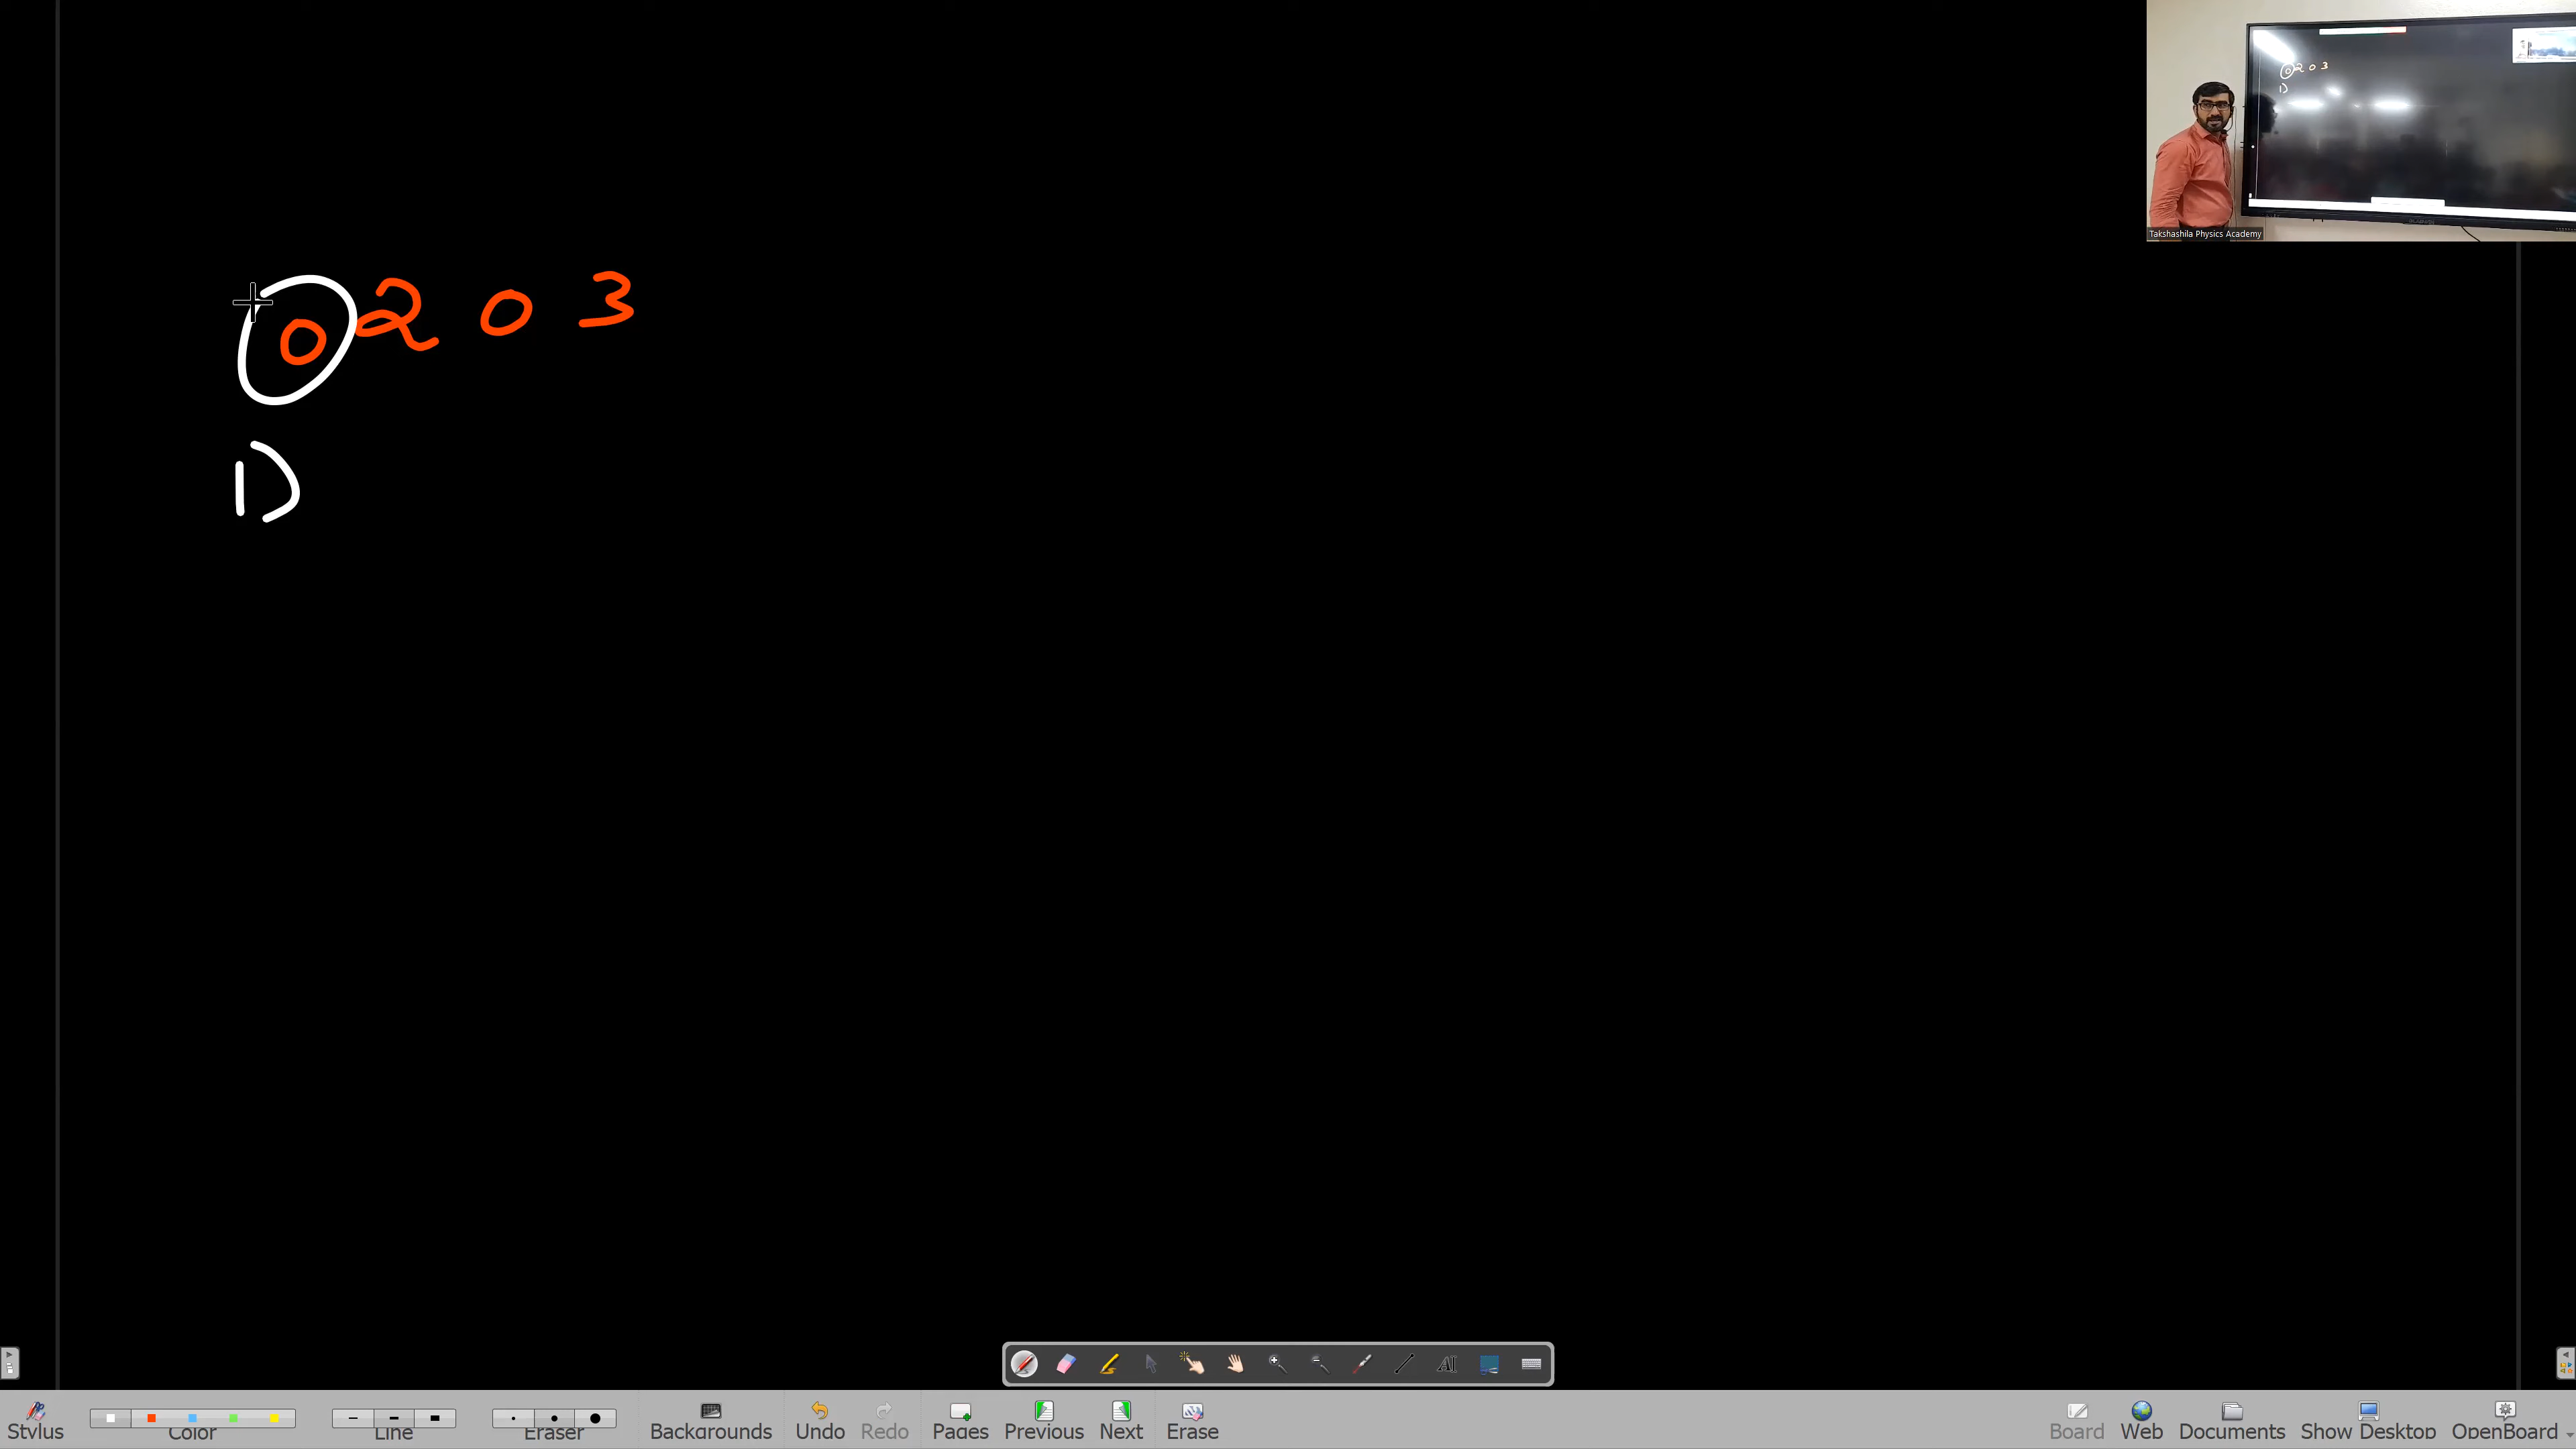 Takshashila Physics Academy
0 2 0 3
1)
Stylus Color Line Eraser Backgrounds Undo Redo Pages Previous Next Erase Board Web Documents Show Desktop OpenBoard